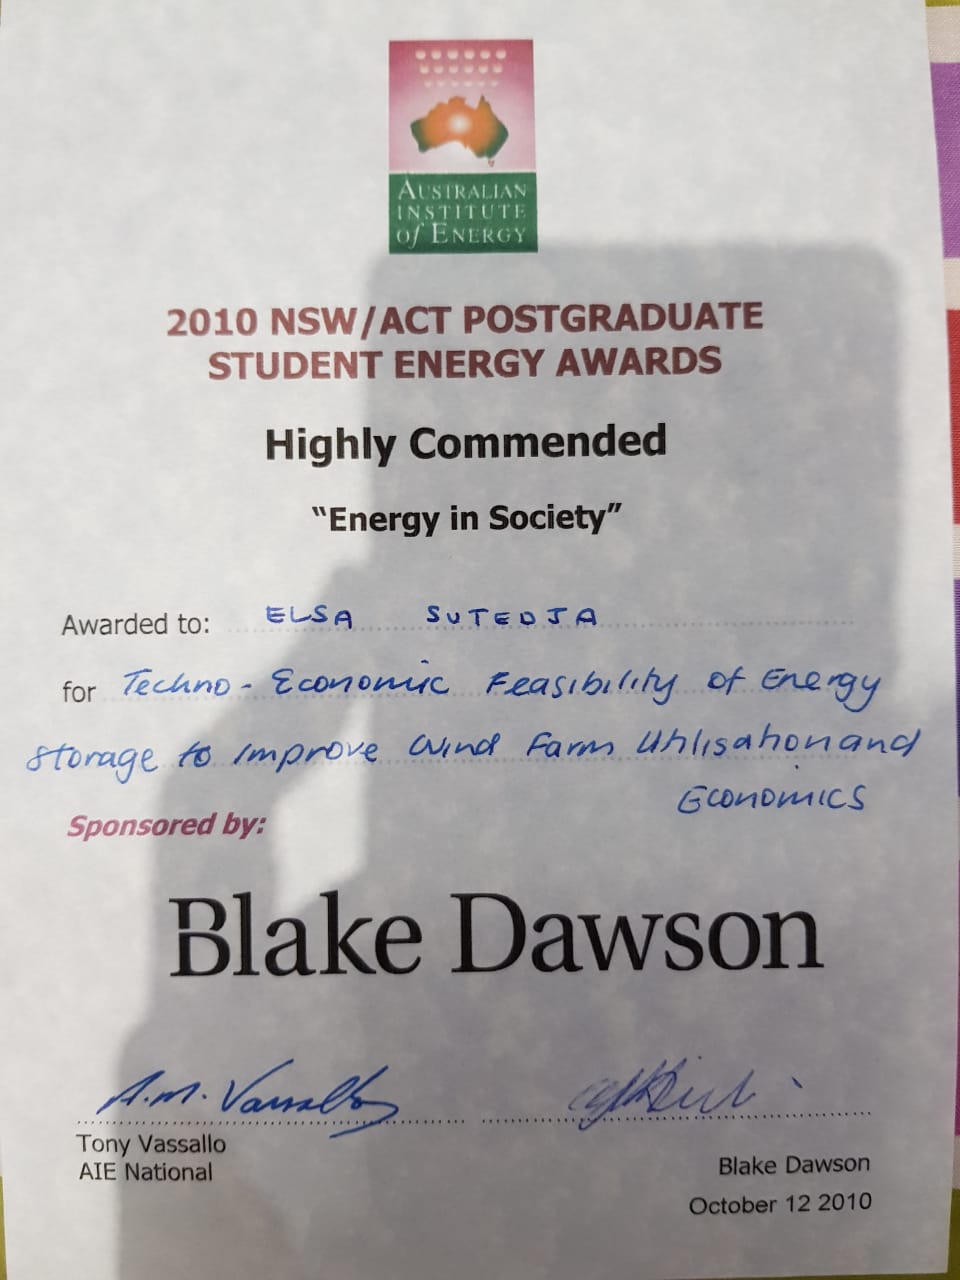 AUSTRALIAN
INSTITUTE
of ENERGY
2010 NSW/ACT POSTGRADUATE
STUDENT ENERGY AWARDS
Highly Commended
“Energy in Society”
Awarded to: ELSA SUTEDJA
for Techno-Economic Feasibility of Energy
storage to improve Wind Farm Utilisation and
Economics
Sponsored by:
Blake Dawson
A.M. Vassallo
Tony Vassallo
AIE National
Blake Dawson
October 12 2010